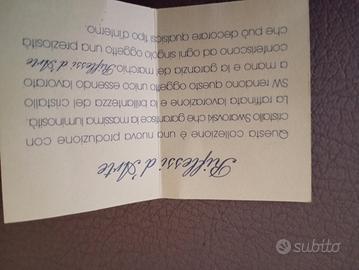 Riflessi d'Arte
Questa collezione è una nuova produzione con
cristallo Swarovski che garantisce la massima luminosità.
La raffinata lavorazione e la brillantezza del cristallo
SW rendono questo oggetto unico essendo lavorato
a mano e la garanzia del marchio Riflessi d'Arte
conferiscono ad ogni singolo oggetto una preziosità
che può decorare qualsiasi tipo d'interno.
subito